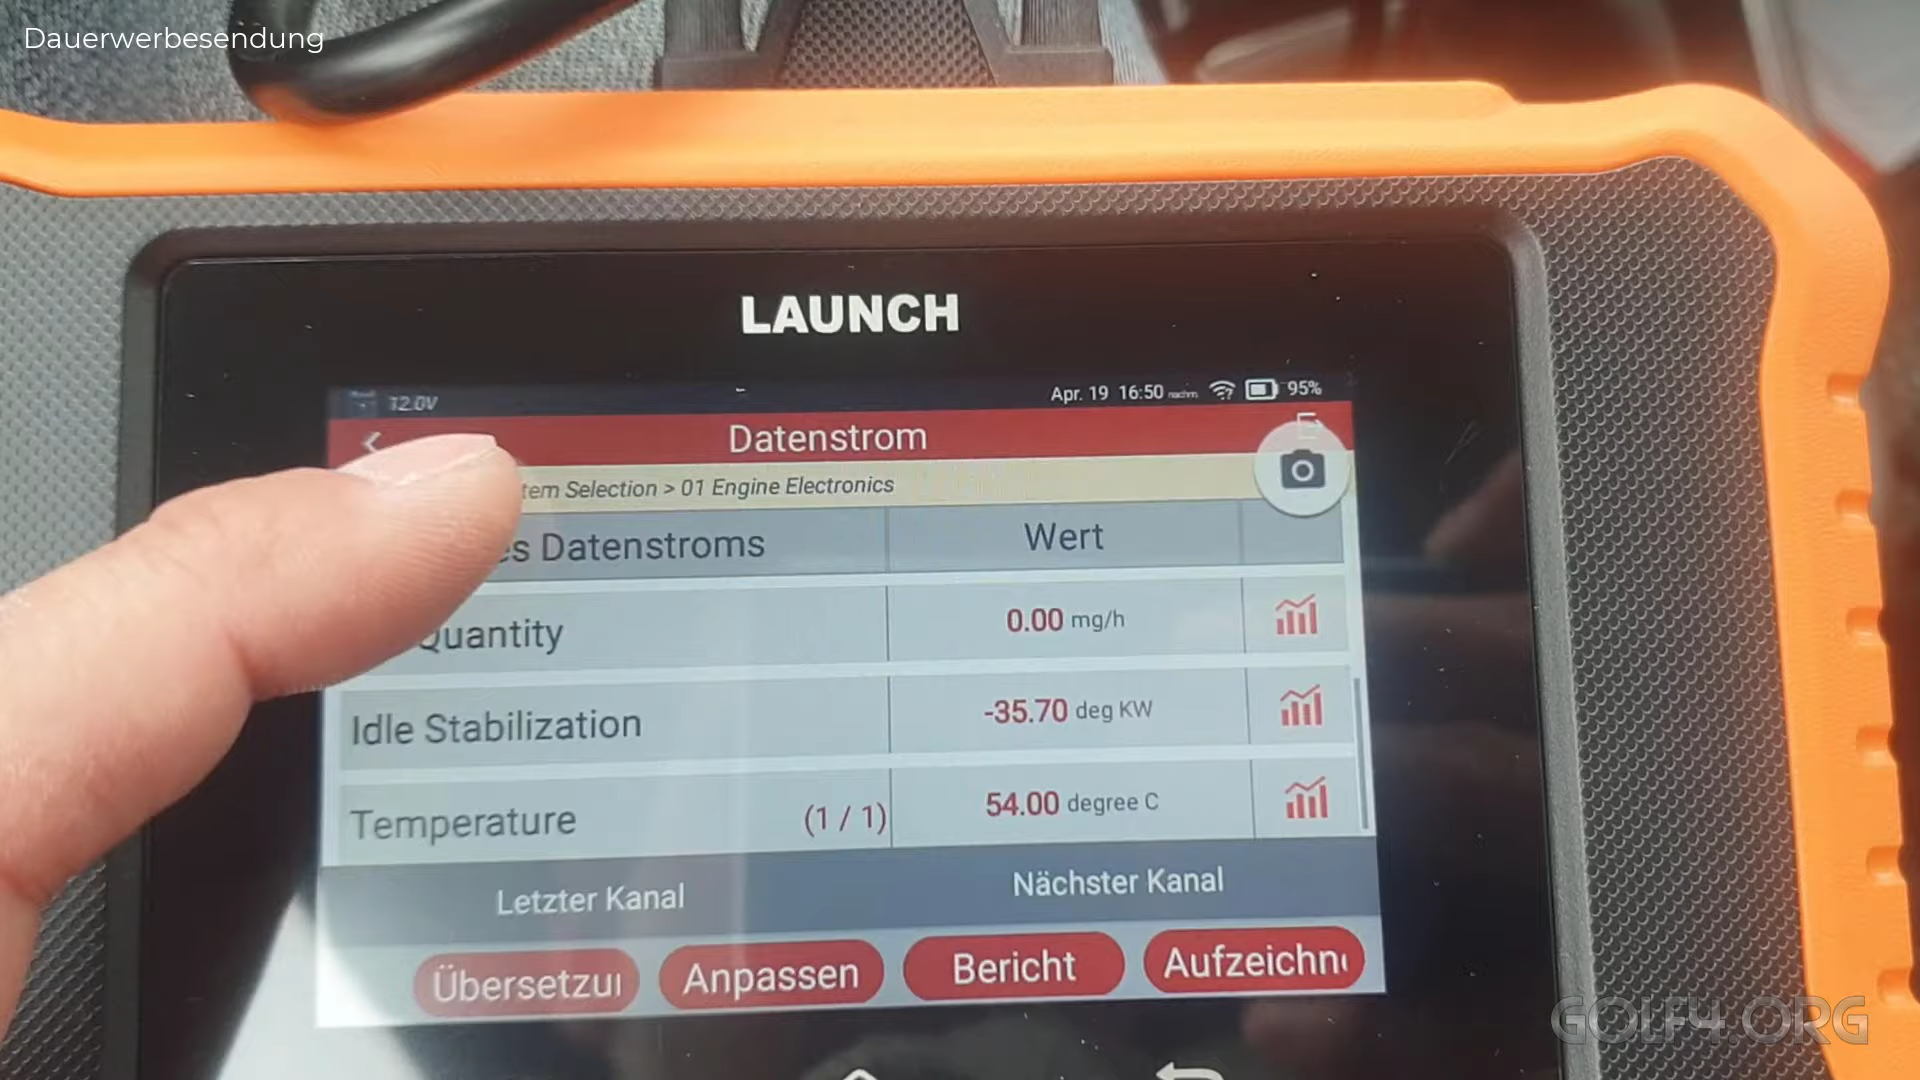 Dauerwerbesendung
LAUNCH
12.0V
Apr. 19 16:50 nachm. 95%
Datenstrom
tem Selection > 01 Engine Electronics
es Datenstroms Wert
Quantity 0.00 mg/h
Idle Stabilization -35.70 deg KW
Temperature (1 / 1) 54.00 degree C
Letzter Kanal Nächster Kanal
Übersetzu Anpassen Bericht Aufzeichn
GOLF4.ORG